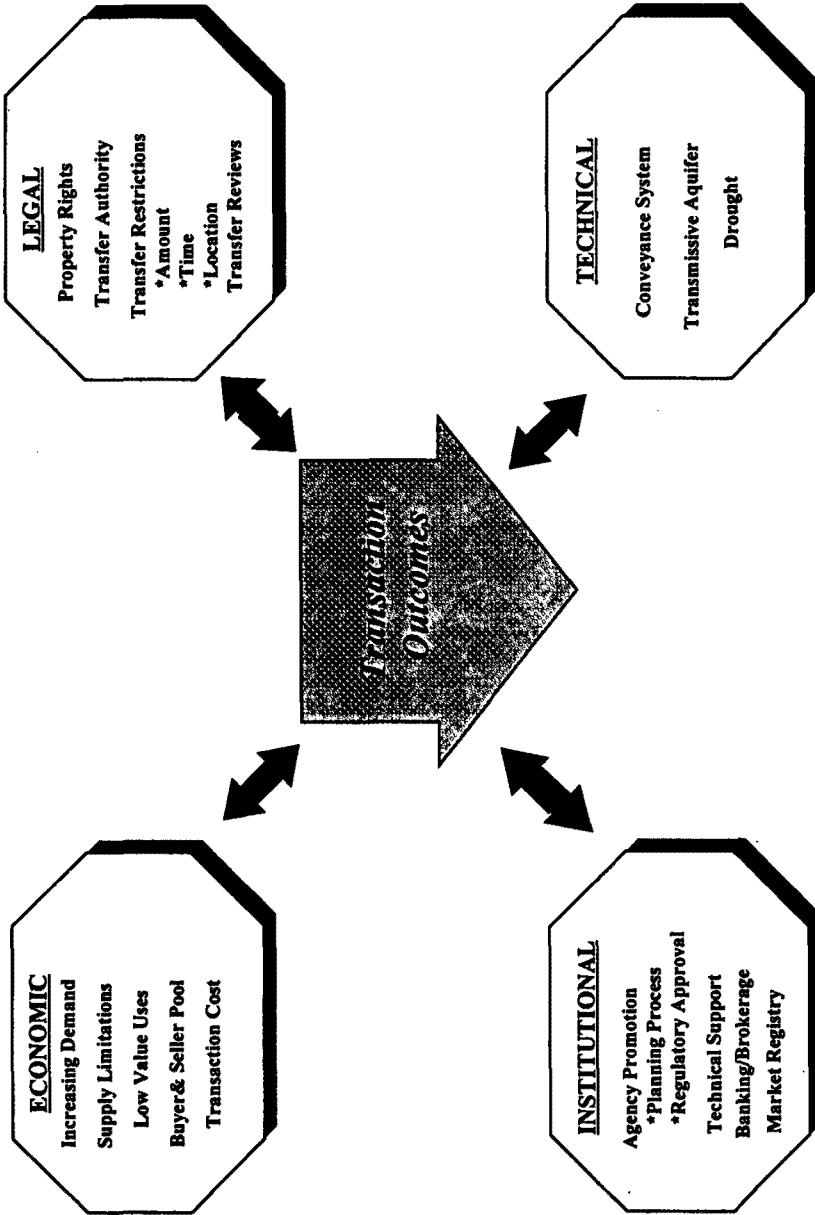 ECONOMIC
Increasing Demand
Supply Limitations
Low Value Uses
Buyer& Seller Pool
Transaction Cost
LEGAL
Property Rights
Transfer Authority
Transfer Restrictions
*Amount
*Time
*Location
Transfer Reviews
Transaction
Outcomes
INSTITUTIONAL
Agency Promotion
*Planning Process
*Regulatory Approval
Technical Support
Banking/Brokerage
Market Registry
TECHNICAL
Conveyance System
Transmissive Aquifer
Drought